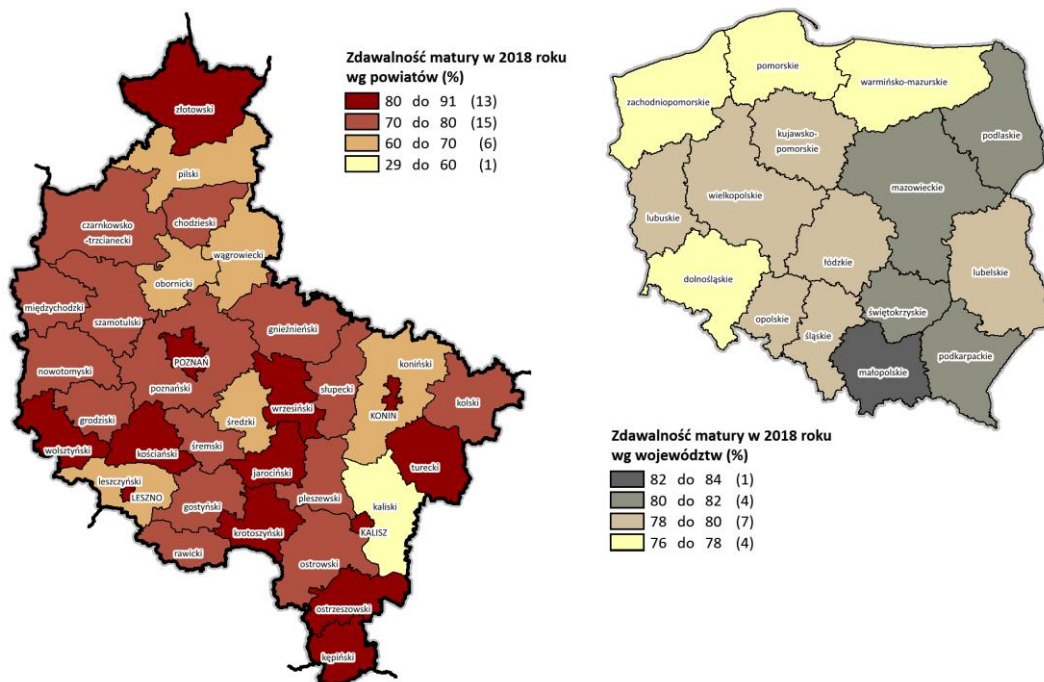 Zdawalność matury w 2018 roku
wg powiatów (%)
80 do 91 (13)
70 do 80 (15)
60 do 70 (6)
29 do 60 (1)
złotowski
pilski
czarnkowsko
-trzcianecki
chodzieski
wągrowiecki
obornicki
międzychodzki
szamotulski
gnieźnieński
POZNAŃ
poznański
nowotomyski
koniński
słupecki
KONIN
kolski
wrzesiński
średzki
grodziski
wolsztyński
kościański
śremski
jarociński
turecki
leszczyński
LESZNO
gostyński
pleszewski
kaliski
KALISZ
krotoszyński
rawicki
ostrowski
ostrzeszowski
kępiński
pomorskie
warmińsko-mazurskie
zachodniopomorskie
podlaskie
kujawsko-
pomorskie
mazowieckie
wielkopolskie
lubuskie
łódzkie
lubelskie
dolnośląskie
świętokrzyskie
opolskie
śląskie
podkarpackie
małopolskie
Zdawalność matury w 2018 roku
wg województw (%)
82 do 84 (1)
80 do 82 (4)
78 do 80 (7)
76 do 78 (4)